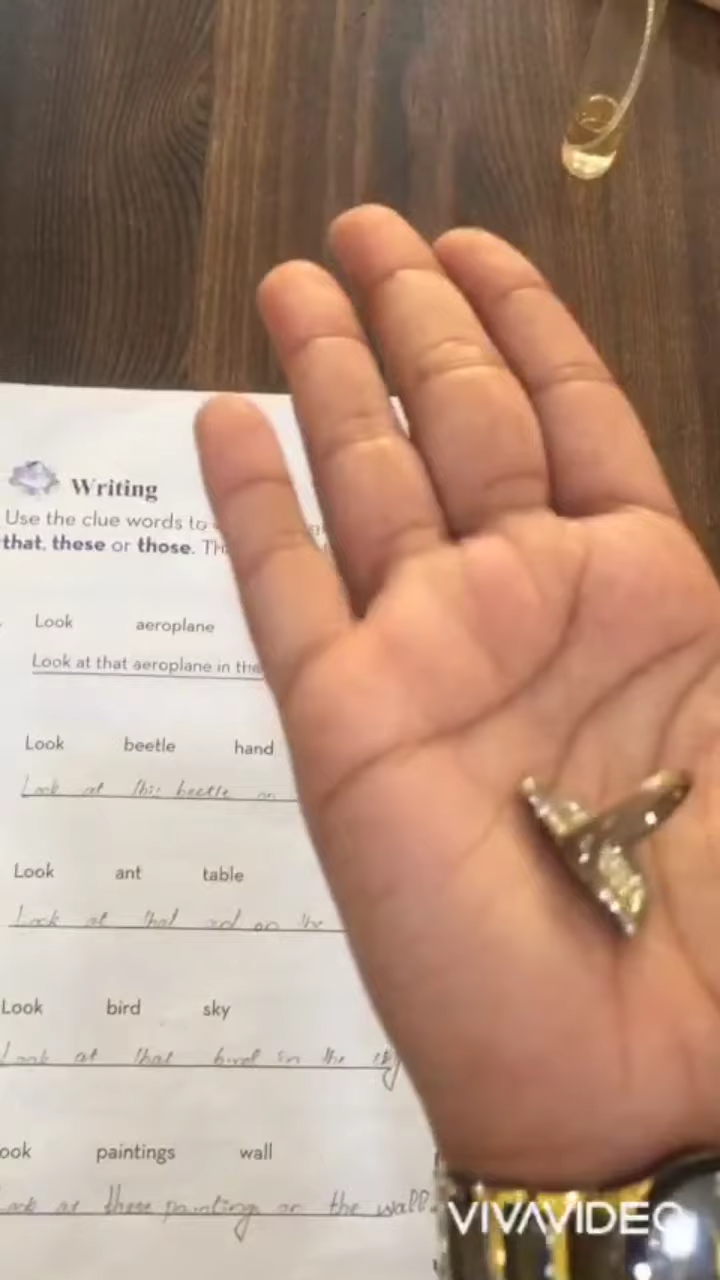 Writing
Use the clue words to
that, these or those. Th
Look aeroplane
Look at that aeroplane in the
Look beetle hand
Look at this beetle on
Look ant table
Look at that on the
Look bird sky
Look at that bird in the sky
ook paintings wall
Look at these paintings on the wall.
VIVAVIDEO